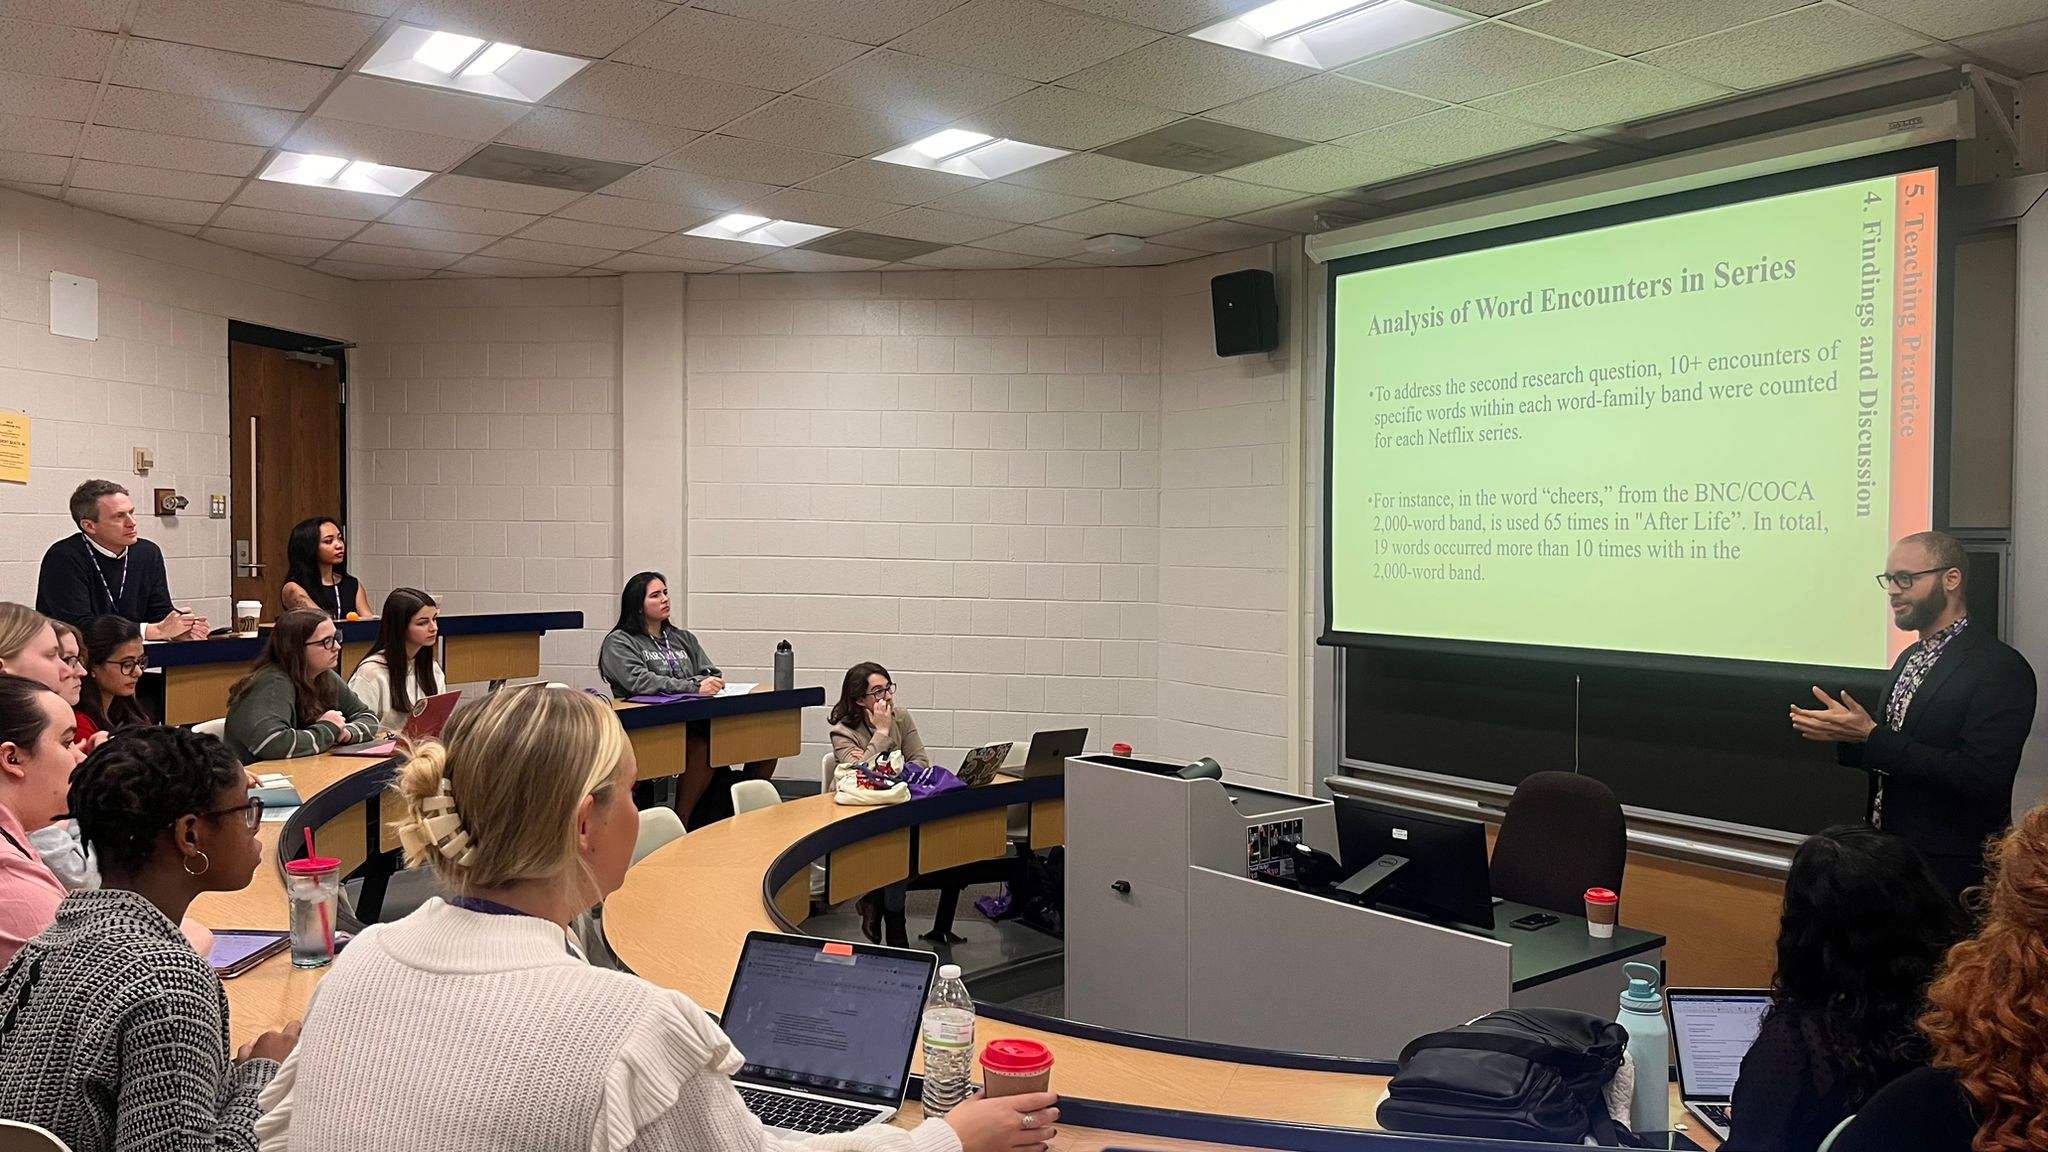 Analysis of Word Encounters in Series
•To address the second research question, 10+ encounters of
specific words within each word-family band were counted
for each Netflix series.
•For instance, in the word “cheers,” from the BNC/COCA
2,000-word band, is used 65 times in "After Life”. In total,
19 words occurred more than 10 times with in the
2,000-word band.
5. Teaching Practice
4. Findings and Discussion
DELL